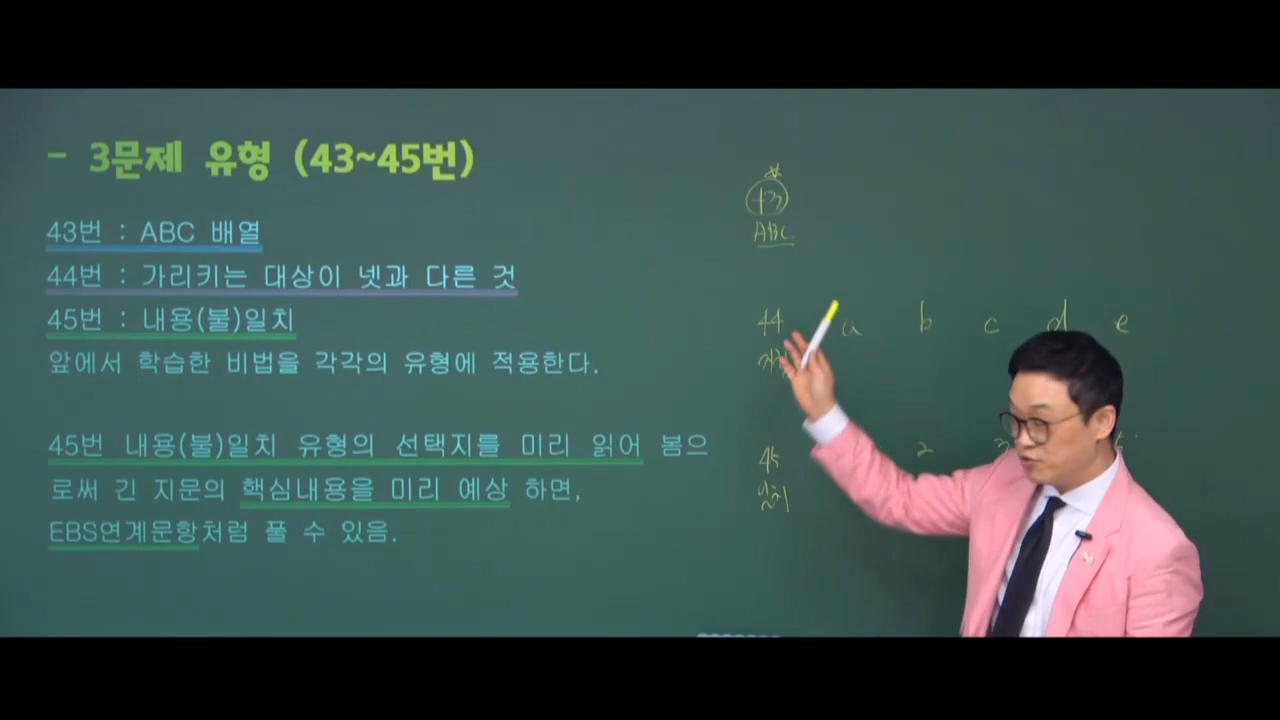 - 3문제 유형 (43~45번)
43번 : ABC 배열
44번 : 가리키는 대상이 넷과 다른 것
45번 : 내용(불)일치
앞에서 학습한 비법을 각각의 유형에 적용한다.
45번 내용(불)일치 유형의 선택지를 미리 읽어 봄으
로써 긴 지문의 핵심내용을 미리 예상 하면,
EBS연계문항처럼 풀 수 있음.
43
ABC
44 a b c d e
45 2
일치